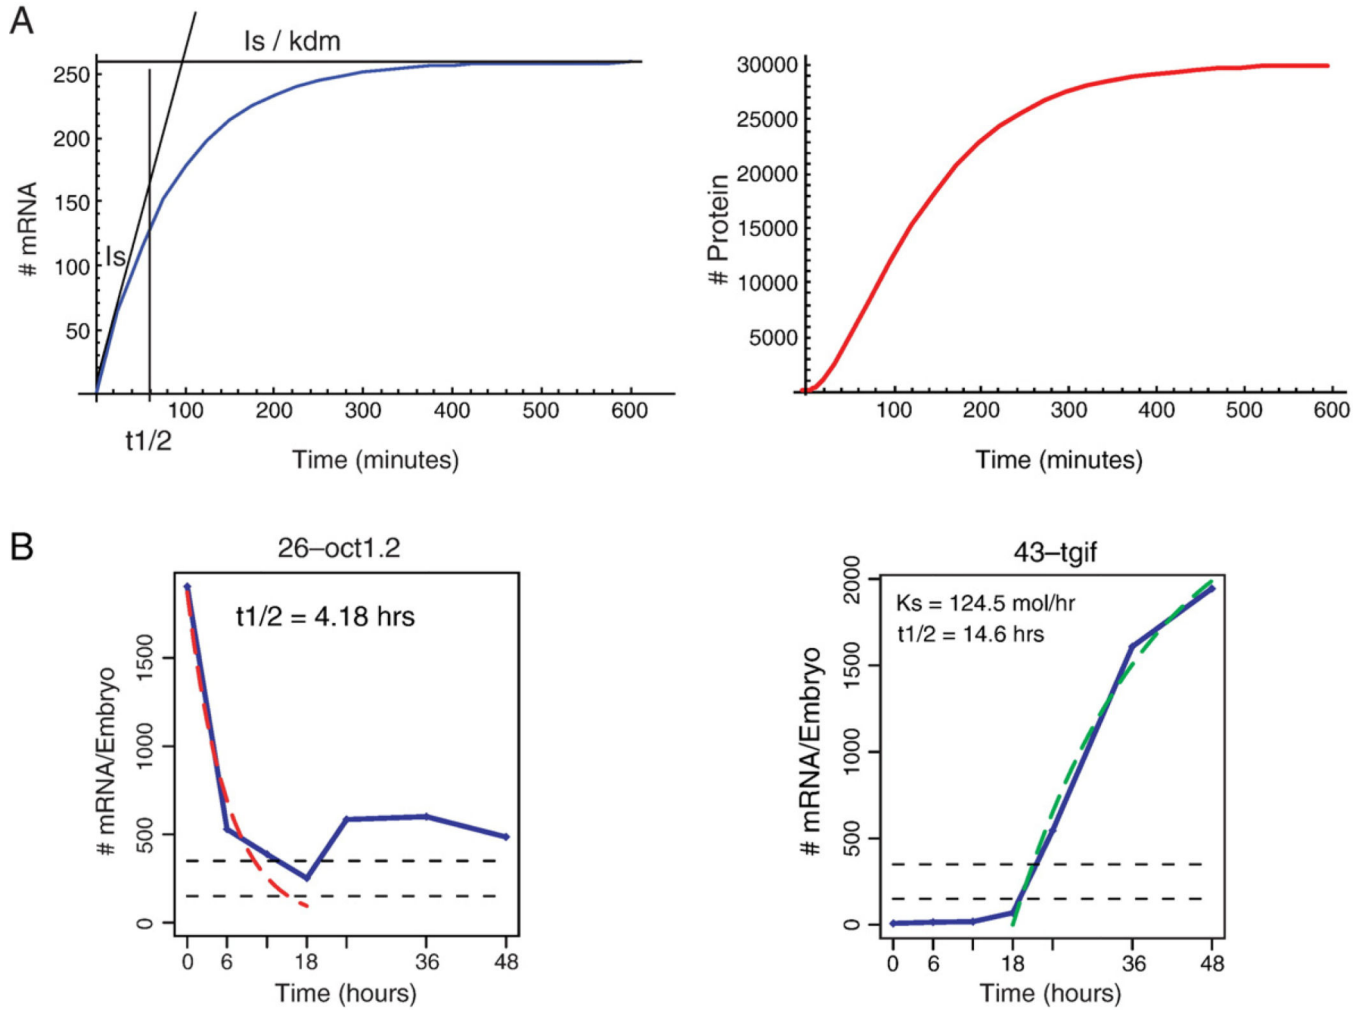 A
Is / kdm
250
200
150
100
50
# mRNA
Is
100 200 300 400 500 600
t1/2
Time (minutes)
30000
25000
20000
15000
10000
5000
# Protein
100 200 300 400 500 600
Time (minutes)
B
26–oct1.2
t1/2 = 4.18 hrs
# mRNA/Embryo
1500
1000
500
0
0 6 18 36 48
Time (hours)
43–tgif
Ks = 124.5 mol/hr
t1/2 = 14.6 hrs
# mRNA/Embryo
2000
1500
1000
500
0
0 6 18 36 48
Time (hours)